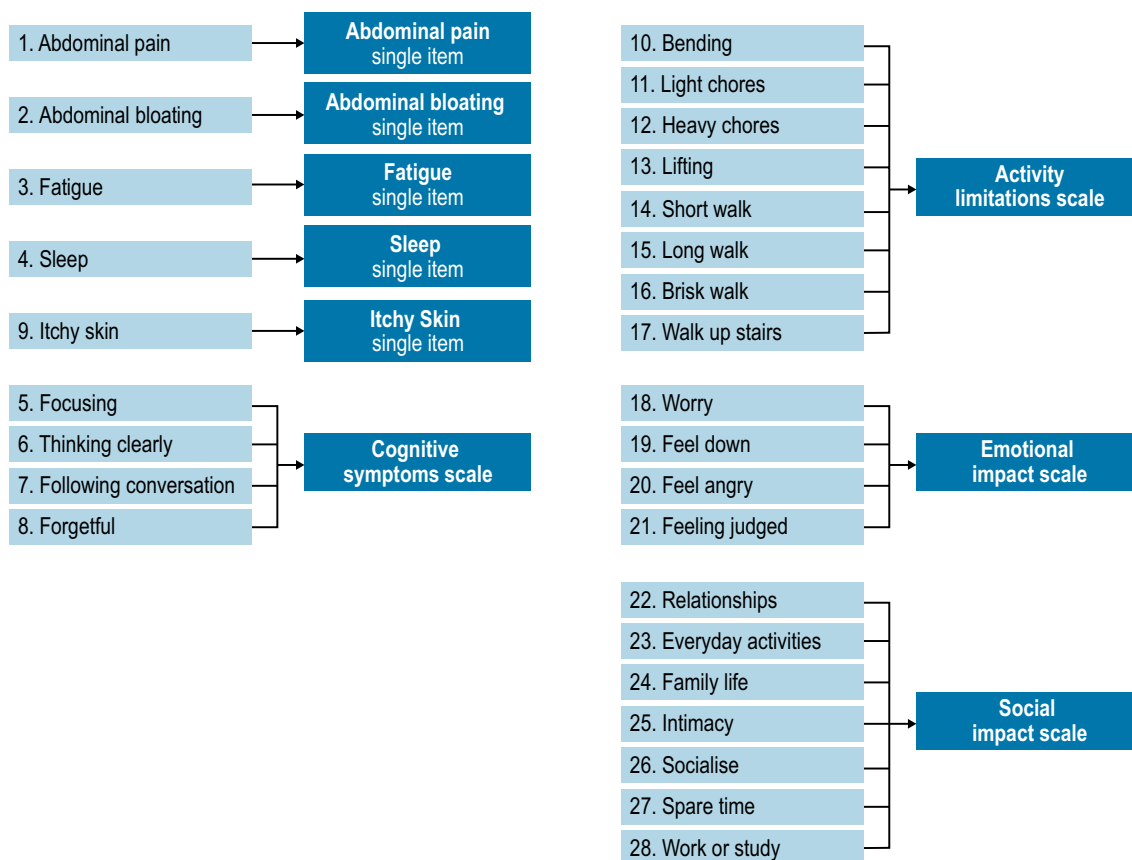 1. Abdominal pain
Abdominal pain
single item
2. Abdominal bloating
Abdominal bloating
single item
3. Fatigue
Fatigue
single item
4. Sleep
Sleep
single item
9. Itchy skin
Itchy Skin
single item
5. Focusing
6. Thinking clearly
7. Following conversation
8. Forgetful
Cognitive
symptoms scale
10. Bending
11. Light chores
12. Heavy chores
13. Lifting
14. Short walk
15. Long walk
16. Brisk walk
17. Walk up stairs
Activity
limitations scale
18. Worry
19. Feel down
20. Feel angry
21. Feeling judged
Emotional
impact scale
22. Relationships
23. Everyday activities
24. Family life
25. Intimacy
26. Socialise
27. Spare time
28. Work or study
Social
impact scale